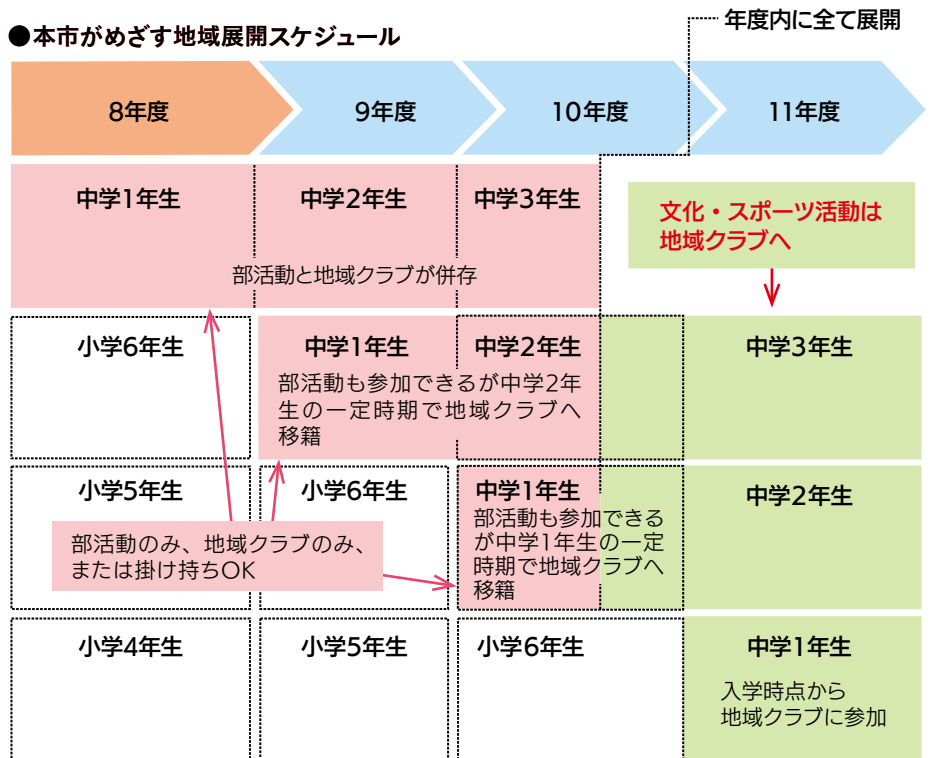 年度内に全て展開
●本市がめざす地域展開スケジュール
8年度
9年度
10年度
11年度
中学1年生
中学2年生
中学3年生
文化・スポーツ活動は
地域クラブへ
部活動と地域クラブが併存
小学6年生
中学1年生
中学2年生
中学3年生
部活動も参加できるが中学2年
生の一定時期で地域クラブへ
移籍
小学5年生
小学6年生
中学1年生
中学2年生
部活動も参加できる
が中学1年生の一定
時期で地域クラブへ
移籍
部活動のみ、地域クラブのみ、
または掛け持ちOK
小学4年生
小学5年生
小学6年生
中学1年生
入学時点から
地域クラブに参加